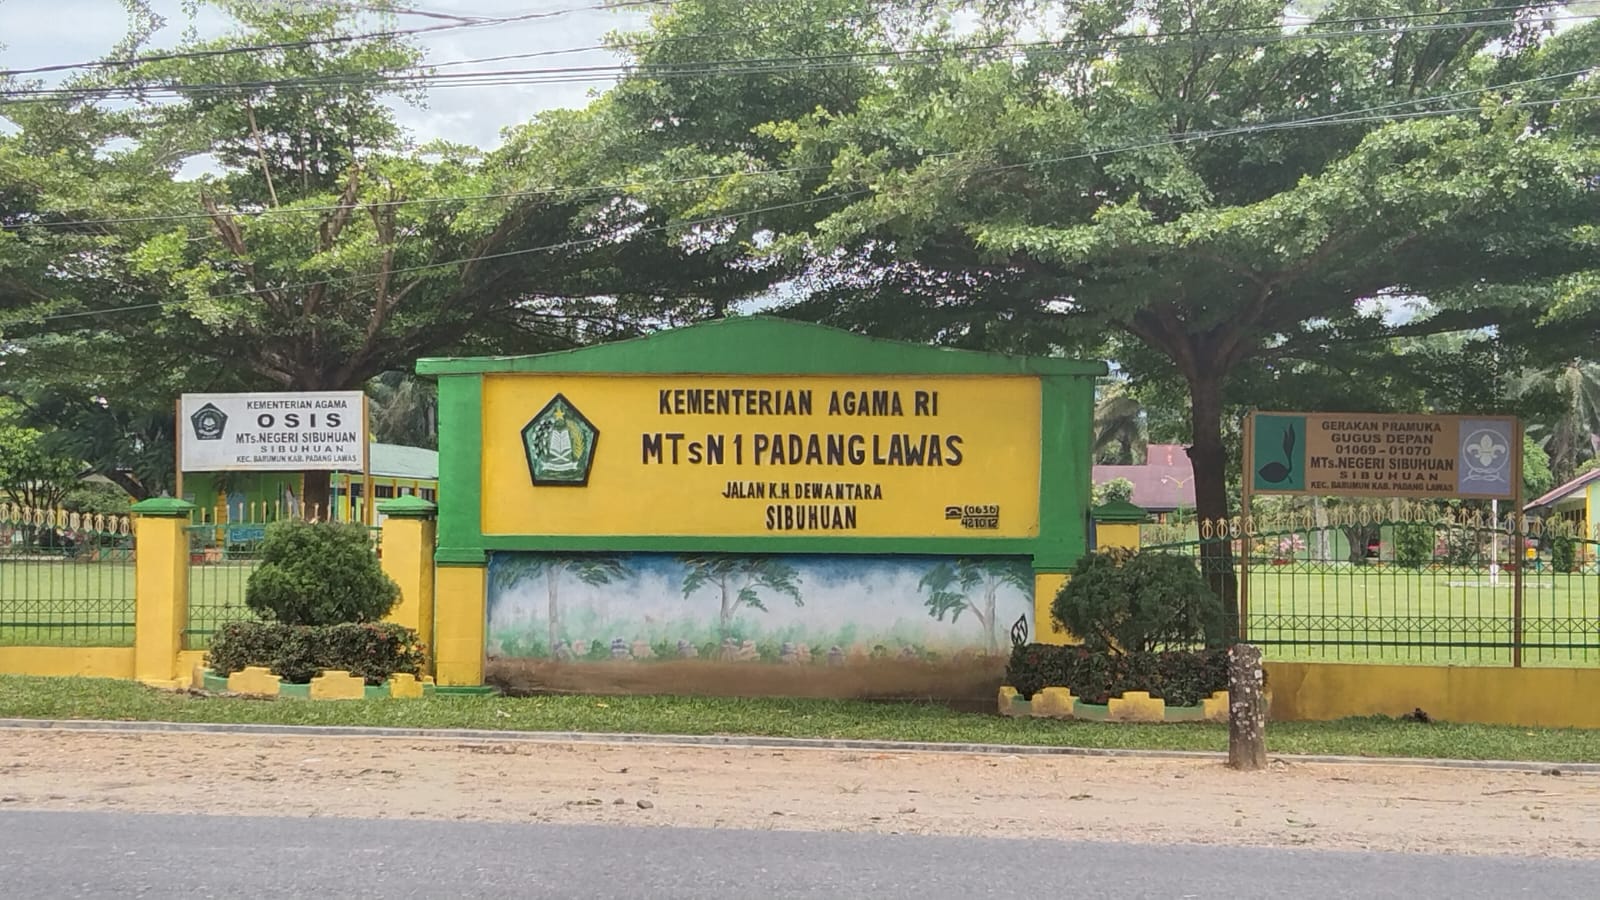 KEMENTERIAN AGAMA
OSIS
MTs.NEGERI SIBUHUAN
SIBUHUAN
KEC. BARUMUN KAB. PADANG LAWAS
KEMENTERIAN AGAMA RI
MTsN 1 PADANG LAWAS
JALAN K.H. DEWANTARA
SIBUHUAN
(0636)
421012
GERAKAN PRAMUKA
GUGUS DEPAN
01069 - 01070
MTs.NEGERI SIBUHUAN
SIBUHUAN
KEC. BARUMUN KAB. PADANG LAWAS